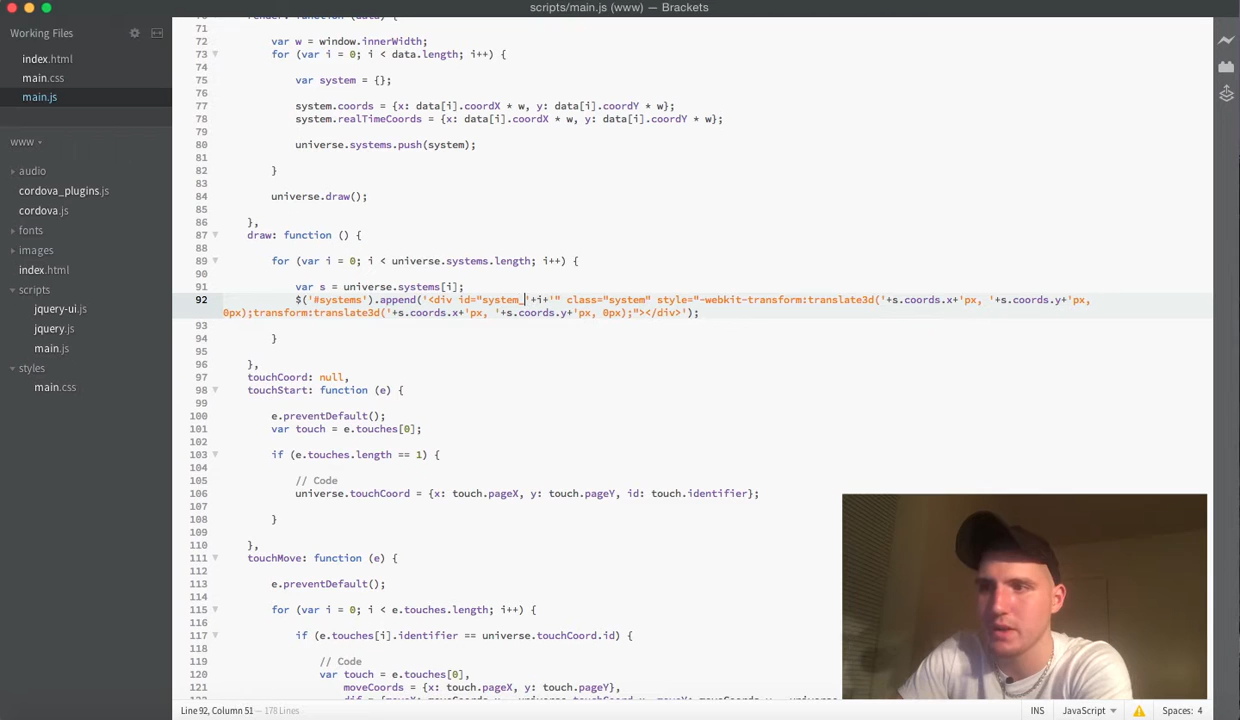 scripts/main.js (www) — Brackets
Working Files
index.html
main.css
main.js
www
audio
cordova_plugins.js
cordova.js
fonts
images
index.html
scripts
jquery-ui.js
jquery.js
main.js
styles
main.css
71
72 var w = window.innerWidth;
73 for (var i = 0; i < data.length; i++) {
74
75 var system = {};
76
77 system.coords = {x: data[i].coordX * w, y: data[i].coordY * w};
78 system.realTimeCoords = {x: data[i].coordX * w, y: data[i].coordY * w};
79
80 universe.systems.push(system);
81
82 }
83
84 universe.draw();
85
86 },
87 draw: function () {
88
89 for (var i = 0; i < universe.systems.length; i++) {
90
91 var s = universe.systems[i];
92 $('#systems').append('<div id="system_'+i+'" class="system" style="-webkit-transform:translate3d('+s.coords.x+'px, '+s.coords.y+'px,
0px);transform:translate3d('+s.coords.x+'px, '+s.coords.y+'px, 0px);"></div>');
93
94 }
95
96 },
97 touchCoord: null,
98 touchStart: function (e) {
99
100 e.preventDefault();
101 var touch = e.touches[0];
102
103 if (e.touches.length == 1) {
104
105 // Code
106 universe.touchCoord = {x: touch.pageX, y: touch.pageY, id: touch.identifier};
107
108 }
109
110 },
111 touchMove: function (e) {
112
113 e.preventDefault();
114
115 for (var i = 0; i < e.touches.length; i++) {
116
117 if (e.touches[i].identifier == universe.touchCoord.id) {
118
119 // Code
120 var touch = e.touches[0],
121 moveCoords = {x: touch.pageX, y: touch.pageY},
Line 92, Column 51 — 178 Lines
INS
JavaScript
Spaces: 4